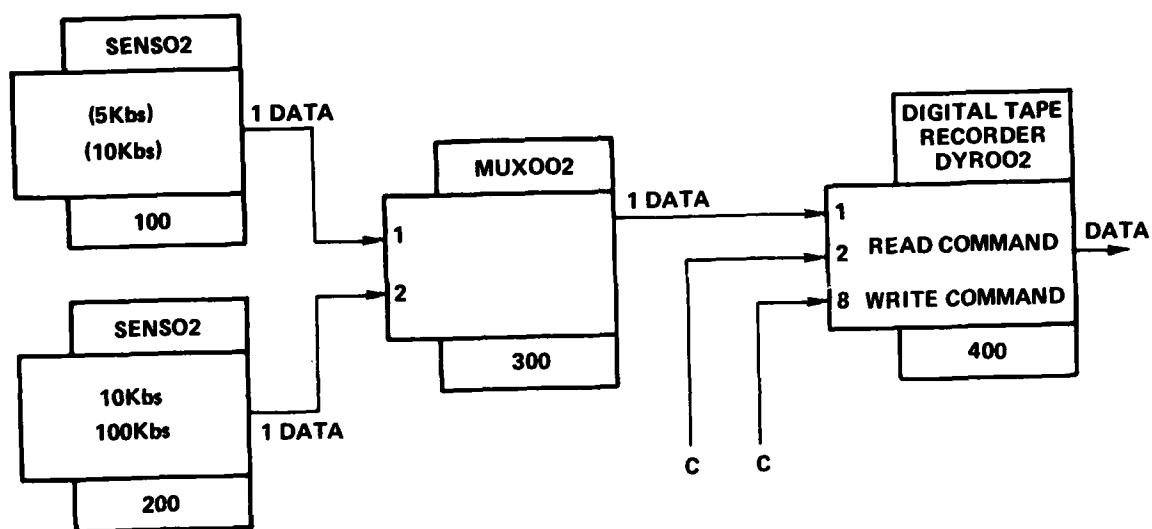 SENSO2
(5Kbs)
(10Kbs)
100
1 DATA
SENSO2
10Kbs
100Kbs
200
1 DATA
MUXOO2
1
2
300
1 DATA
DIGITAL TAPE
RECORDER
DYROO2
1
2 READ COMMAND
8 WRITE COMMAND
400
DATA
C
C